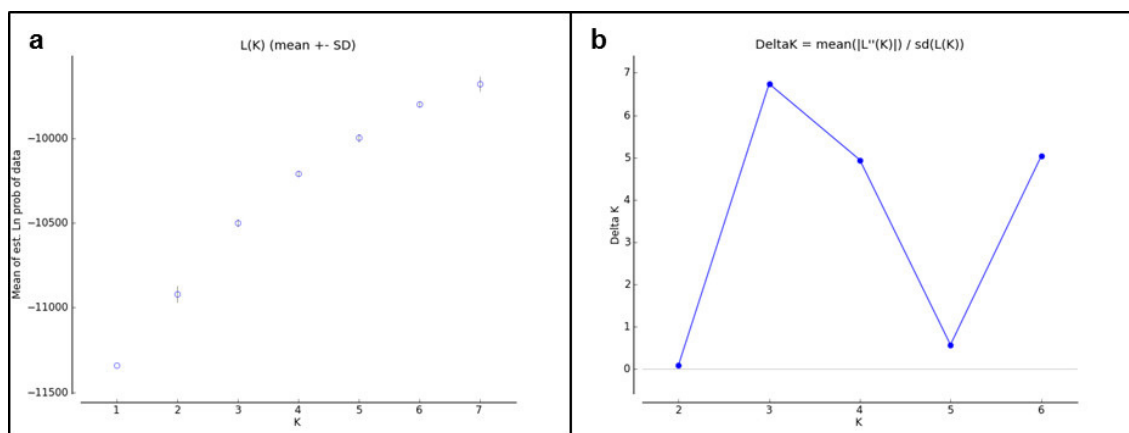 a
L(K) (mean +- SD)
Mean of est. Ln prob of data
−10000
−10500
−11000
−11500
1 2 3 4 5 6 7
K
b
DeltaK = mean(|L''(K)|) / sd(L(K))
Delta K
7
6
5
4
3
2
1
0
2 3 4 5 6
K